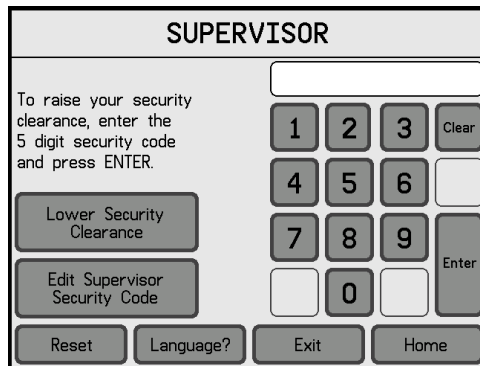 SUPERVISOR
To raise your security
clearance, enter the
5 digit security code
and press ENTER.
1 2 3 Clear
4 5 6
Lower Security
Clearance
7 8 9
Enter
Edit Supervisor
Security Code
0
Reset Language? Exit Home